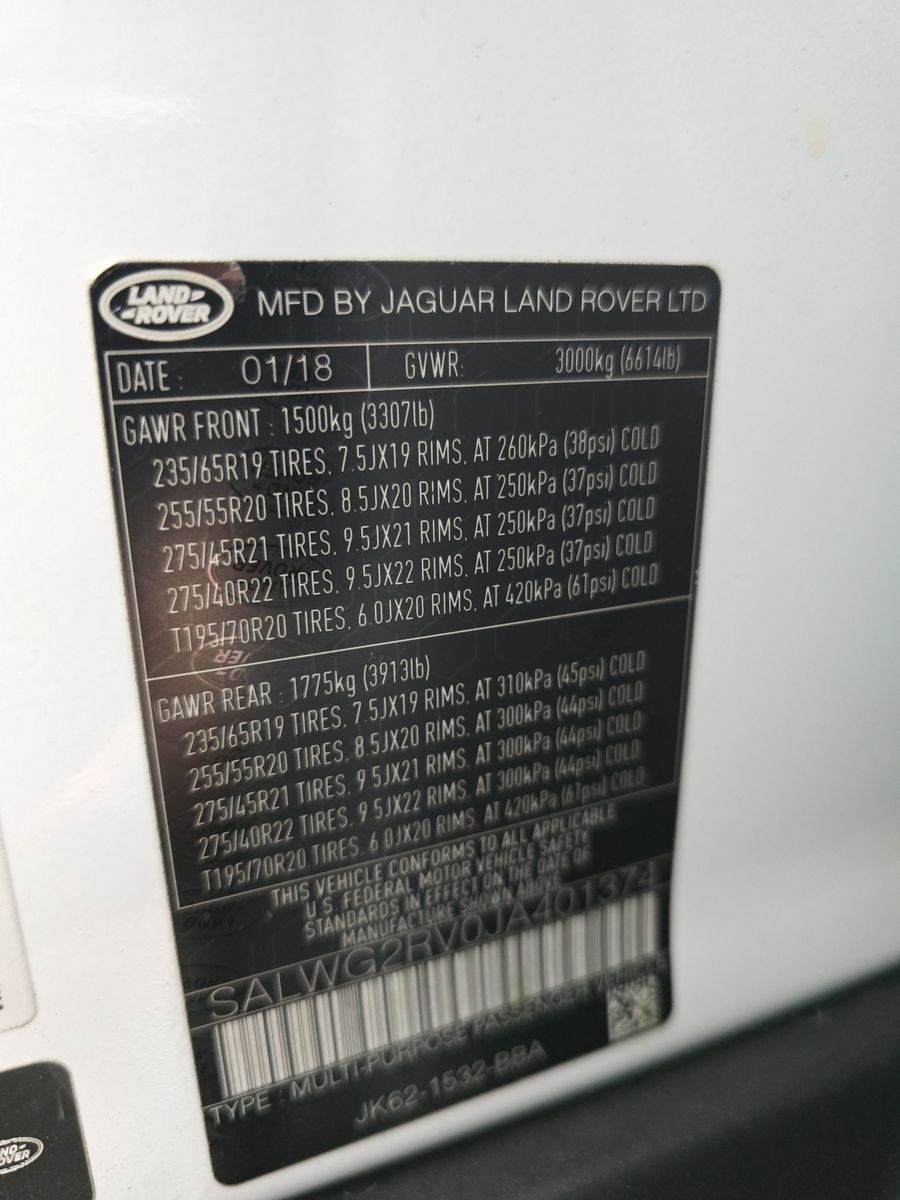 LAND-
-ROVER
MFD BY JAGUAR LAND ROVER LTD
DATE : 01/18 GVWR: 3000kg (6614lb)
GAWR FRONT : 1500kg (3307lb)
235/65R19 TIRES, 7.5JX19 RIMS, AT 260kPa (38psi) COLD
255/55R20 TIRES, 8.5JX20 RIMS, AT 250kPa (37psi) COLD
275/45R21 TIRES, 9.5JX21 RIMS, AT 250kPa (37psi) COLD
275/40R22 TIRES, 9.5JX22 RIMS, AT 250kPa (37psi) COLD
T195/70R20 TIRES, 6.0JX20 RIMS, AT 420kPa (61psi) COLD
GAWR REAR : 1775kg (3913lb)
235/65R19 TIRES, 7.5JX19 RIMS, AT 310kPa (45psi) COLD
255/55R20 TIRES, 8.5JX20 RIMS, AT 300kPa (44psi) COLD
275/45R21 TIRES, 9.5JX21 RIMS, AT 300kPa (44psi) COLD
275/40R22 TIRES, 9.5JX22 RIMS, AT 300kPa (44psi) COLD
T195/70R20 TIRES, 6.0JX20 RIMS, AT 420kPa (61psi) COLD
THIS VEHICLE CONFORMS TO ALL APPLICABLE
U.S. FEDERAL MOTOR VEHICLE SAFETY
STANDARDS IN EFFECT ON THE DATE OF
MANUFACTURE SHOWN ABOVE
SALWG2RV0JA401374
TYPE : MULTI-PURPOSE PASSENGER VEHICLE
JK62-1532-BBA